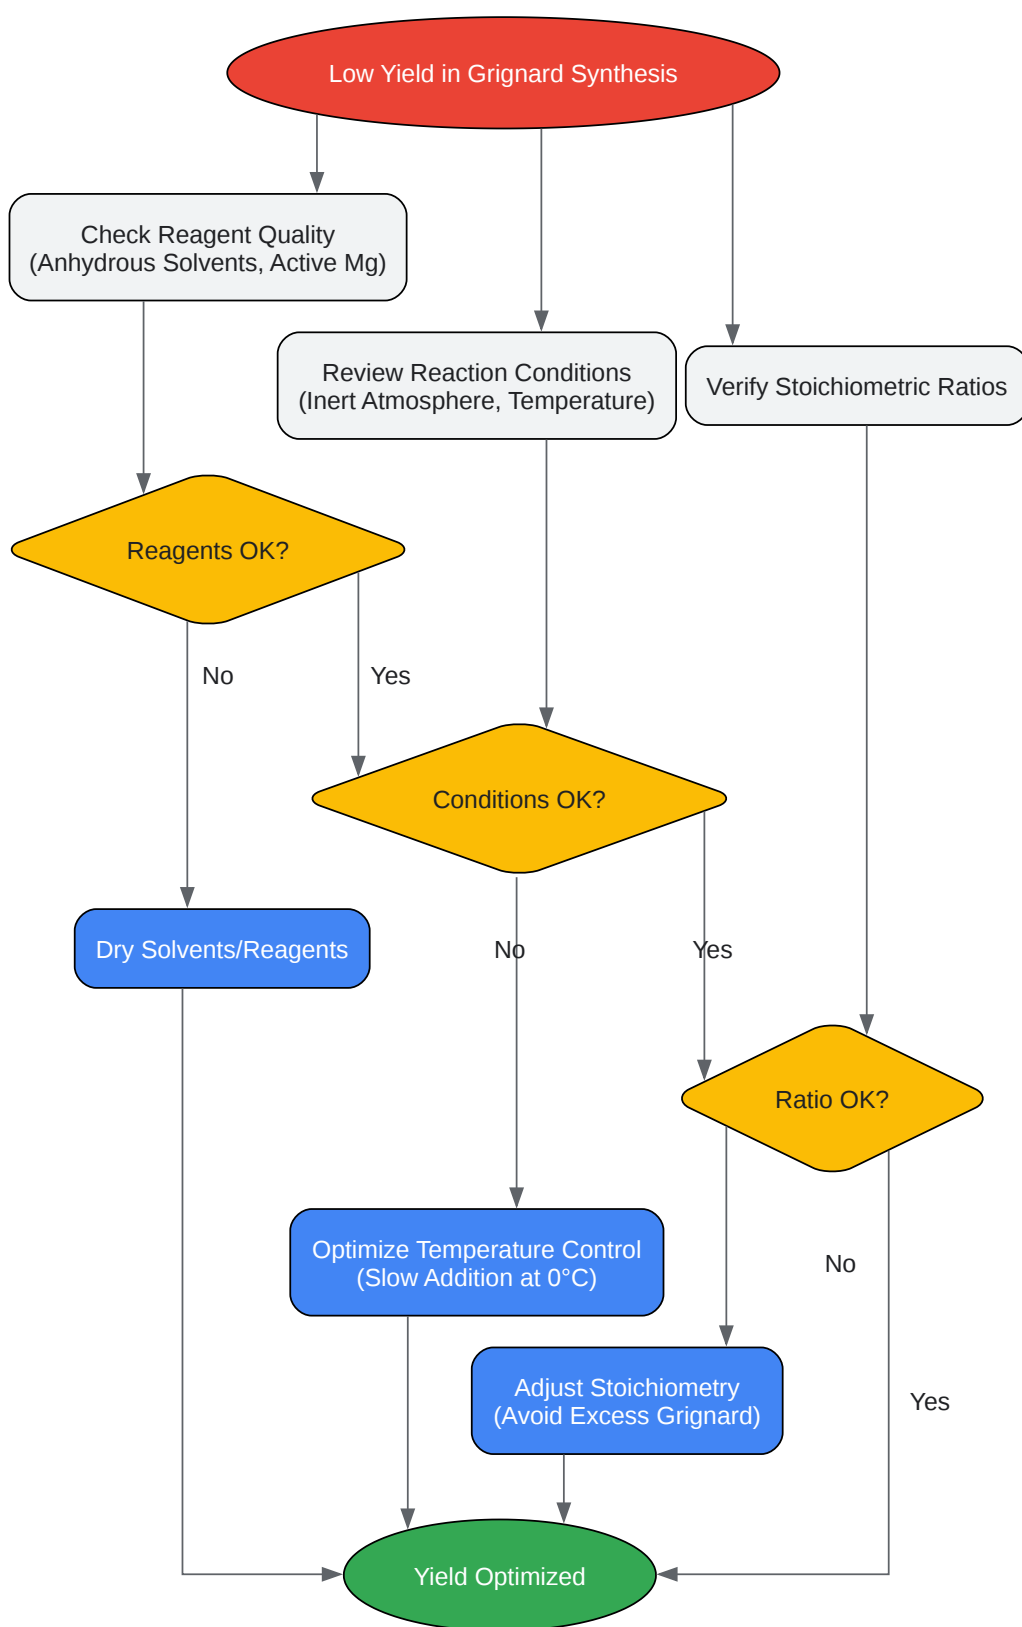 Low Yield in Grignard Synthesis
Check Reagent Quality
(Anhydrous Solvents, Active Mg)
Review Reaction Conditions
(Inert Atmosphere, Temperature)
Verify Stoichiometric Ratios
Reagents OK?
No
Yes
Conditions OK?
Dry Solvents/Reagents
No
Yes
Ratio OK?
Optimize Temperature Control
(Slow Addition at 0°C)
No
Adjust Stoichiometry
(Avoid Excess Grignard)
Yes
Yield Optimized